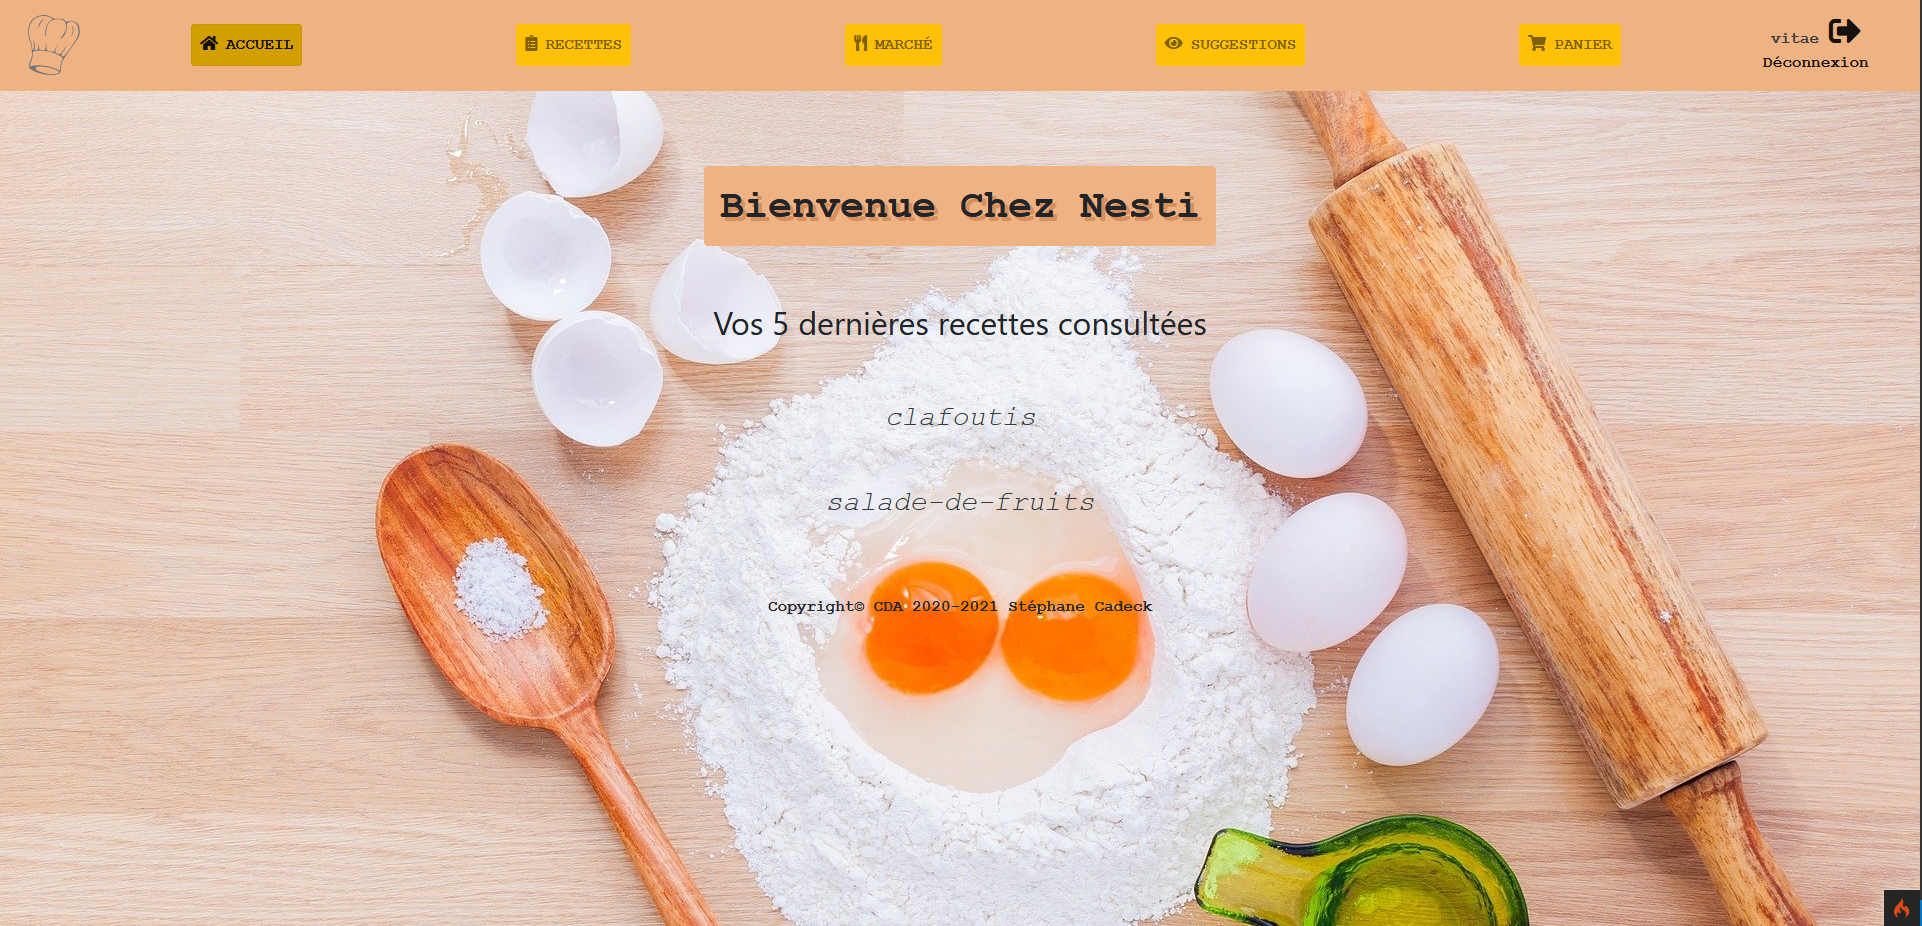 ACCUEIL
RECETTES
MARCHÉ
SUGGESTIONS
PANIER
vitae
Déconnexion
Bienvenue Chez Nesti
Vos 5 dernières recettes consultées
clafoutis
salade-de-fruits
Copyright© CDA 2020-2021 Stéphane Cadeck